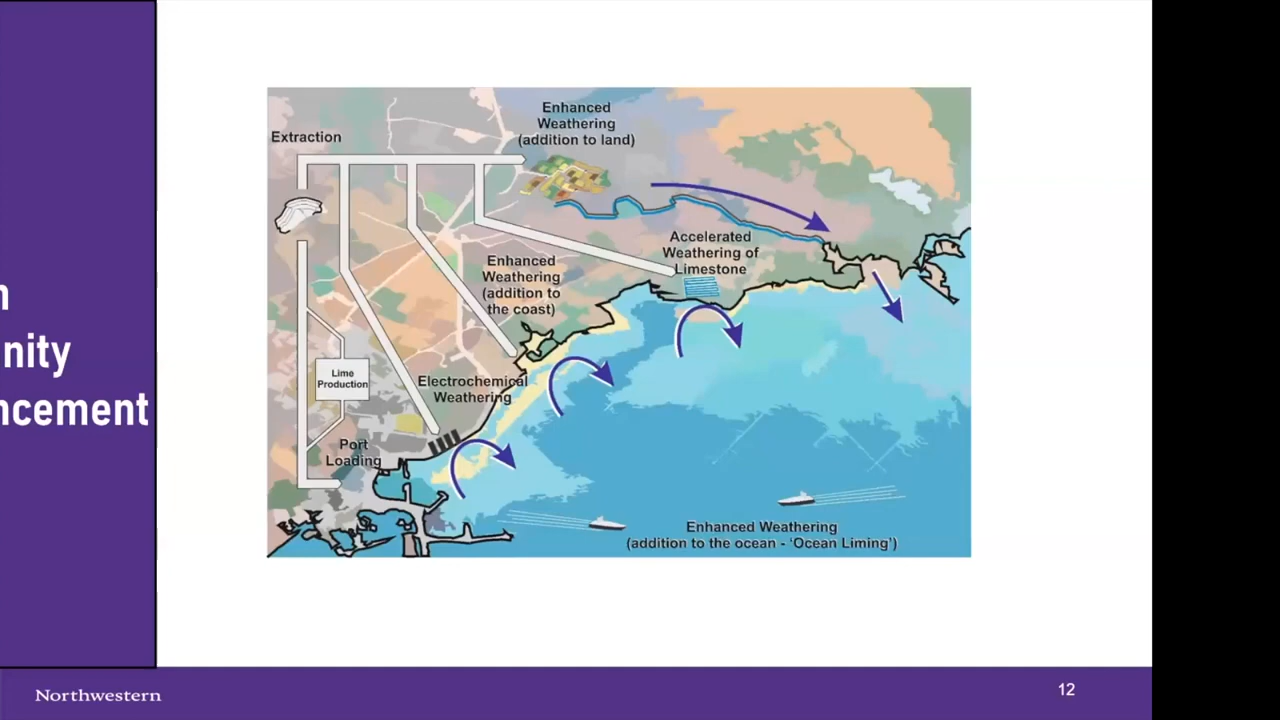 n
nity
ncement
Extraction
Enhanced
Weathering
(addition to land)
Accelerated
Weathering of
Limestone
Enhanced
Weathering
(addition to
the coast)
Lime
Production
Electrochemical
Weathering
Port
Loading
Enhanced Weathering
(addition to the ocean - ‘Ocean Liming’)
Northwestern
12